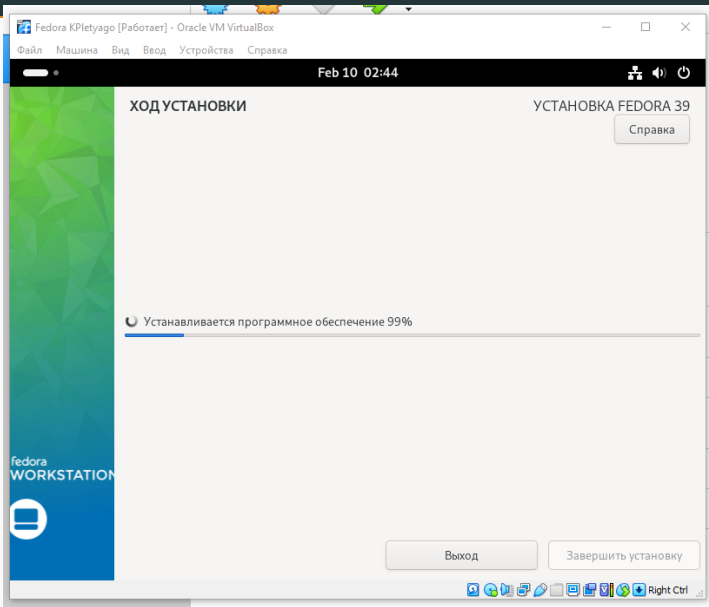 Fedora KPletyago [Работает] - Oracle VM VirtualBox
Файл Машина Вид Ввод Устройства Справка
Feb 10 02:44
ХОД УСТАНОВКИ
УСТАНОВКА FEDORA 39
Справка
Устанавливается программное обеспечение 99%
fedora
WORKSTATION
Выход
Завершить установку
Right Ctrl